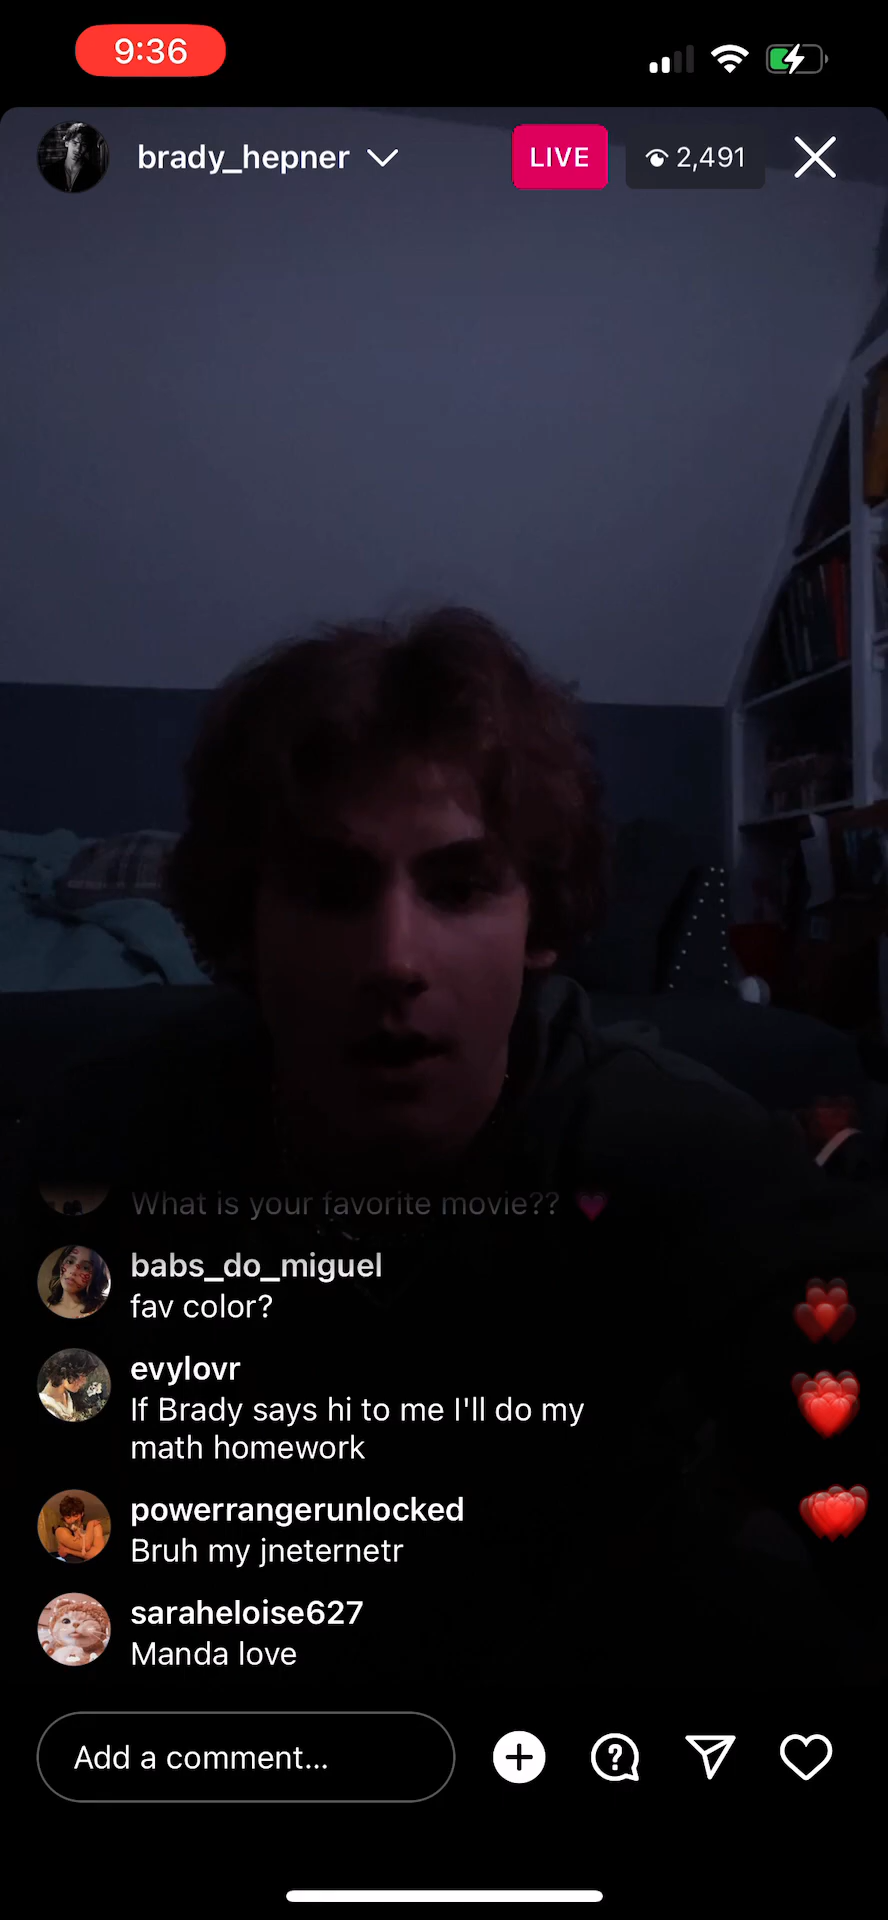 9:36
brady_hepner
LIVE
2,491
What is your favorite movie??
babs_do_miguel
fav color?
evylovr
If Brady says hi to me I'll do my
math homework
powerrangerunlocked
Bruh my jneternetr
saraheloise627
Manda love
Add a comment...